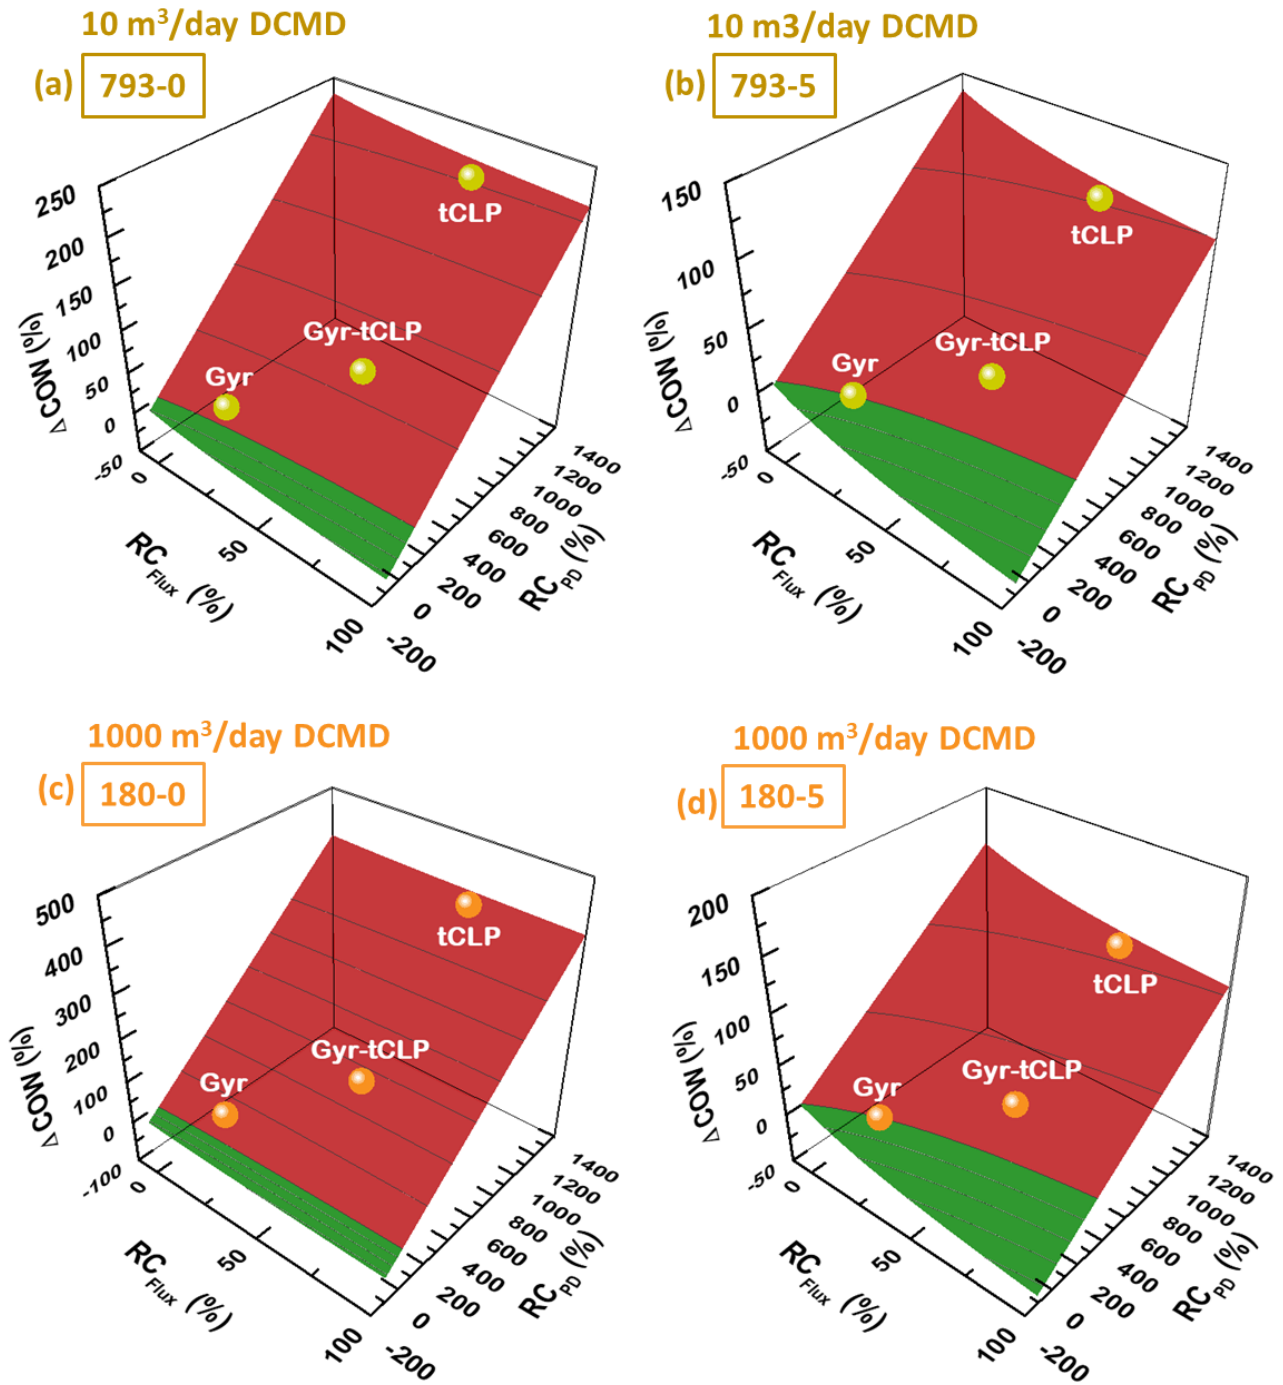 10 m³/day DCMD
(a) 793-0
250
200
150
100
50
0
-50
Δ COW (%)
tCLP
Gyr-tCLP
Gyr
0
50
100
RC Flux (%)
-200
0
200
400
600
800
1000
1200
1400
RC PD (%)
10 m3/day DCMD
(b) 793-5
150
100
50
0
-50
Δ COW (%)
tCLP
Gyr-tCLP
Gyr
0
50
100
RC Flux (%)
-200
0
200
400
600
800
1000
1200
1400
RC PD (%)
1000 m³/day DCMD
(c) 180-0
500
400
300
200
100
0
-100
Δ COW (%)
tCLP
Gyr-tCLP
Gyr
0
50
100
RC Flux (%)
-200
0
200
400
600
800
1000
1200
1400
RC PD (%)
1000 m³/day DCMD
(d) 180-5
200
150
100
50
0
-50
Δ COW (%)
tCLP
Gyr-tCLP
Gyr
0
50
100
RC Flux (%)
-200
0
200
400
600
800
1000
1200
1400
RC PD (%)